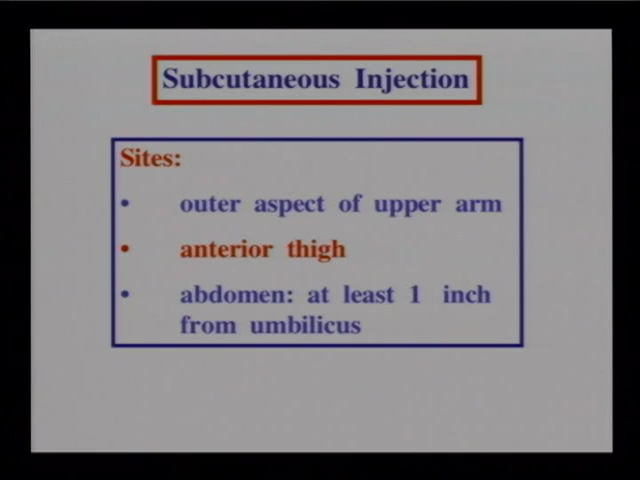 Subcutaneous Injection
Sites:
• outer aspect of upper arm
• anterior thigh
• abdomen: at least 1 inch
from umbilicus